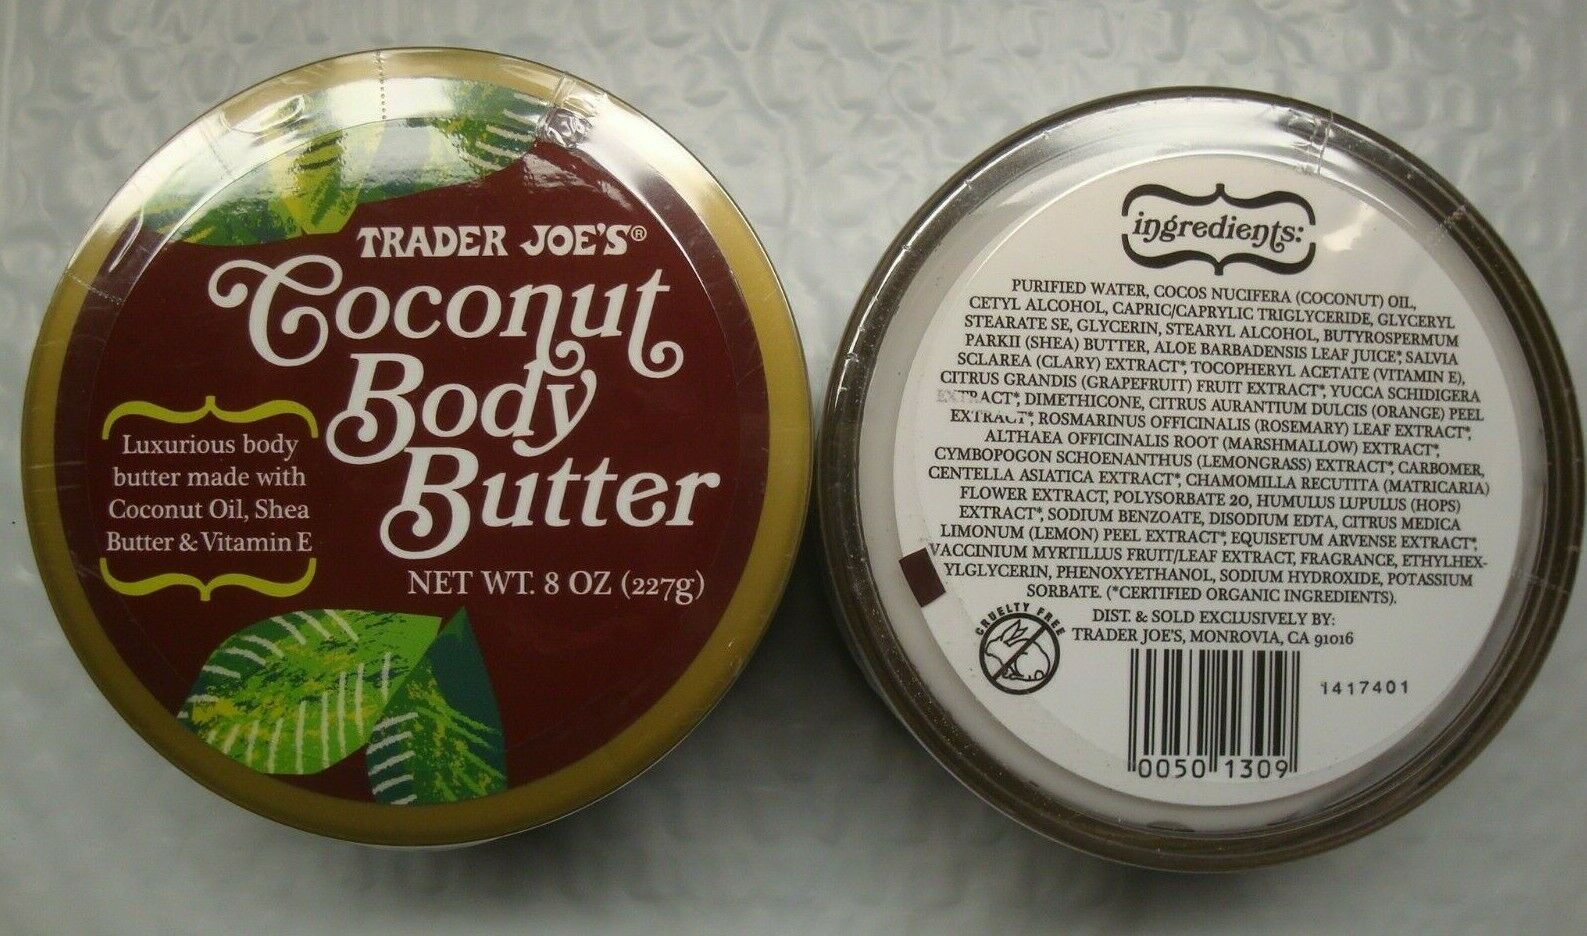 TRADER JOE'S®
Coconut
Body
Butter
Luxurious body
butter made with
Coconut Oil, Shea
Butter & Vitamin E
NET WT. 8 OZ (227g)
ingredients:
PURIFIED WATER, COCOS NUCIFERA (COCONUT) OIL,
CETYL ALCOHOL, CAPRIC/CAPRYLIC TRIGLYCERIDE, GLYCERYL
STEARATE SE, GLYCERIN, STEARYL ALCOHOL, BUTYROSPERMUM
PARKII (SHEA) BUTTER, ALOE BARBADENSIS LEAF JUICE*, SALVIA
SCLAREA (CLARY) EXTRACT*, TOCOPHERYL ACETATE (VITAMIN E),
CITRUS GRANDIS (GRAPEFRUIT) FRUIT EXTRACT*, YUCCA SCHIDIGERA
EXTRACT*, DIMETHICONE, CITRUS AURANTIUM DULCIS (ORANGE) PEEL
EXTRACT*, ROSMARINUS OFFICINALIS (ROSEMARY) LEAF EXTRACT*,
ALTHAEA OFFICINALIS ROOT (MARSHMALLOW) EXTRACT*,
CYMBOPOGON SCHOENANTHUS (LEMONGRASS) EXTRACT*, CARBOMER,
CENTELLA ASIATICA EXTRACT*, CHAMOMILLA RECUTITA (MATRICARIA)
FLOWER EXTRACT, POLYSORBATE 20, HUMULUS LUPULUS (HOPS)
EXTRACT*, SODIUM BENZOATE, DISODIUM EDTA, CITRUS MEDICA
LIMONUM (LEMON) PEEL EXTRACT*, EQUISETUM ARVENSE EXTRACT*,
VACCINIUM MYRTILLUS FRUIT/LEAF EXTRACT, FRAGRANCE, ETHYLHEX-
YLGLYCERIN, PHENOXYETHANOL, SODIUM HYDROXIDE, POTASSIUM
SORBATE. (*CERTIFIED ORGANIC INGREDIENTS).
CRUELTY FREE
DIST. & SOLD EXCLUSIVELY BY:
TRADER JOE'S, MONROVIA, CA 91016
1417401
0050 1309